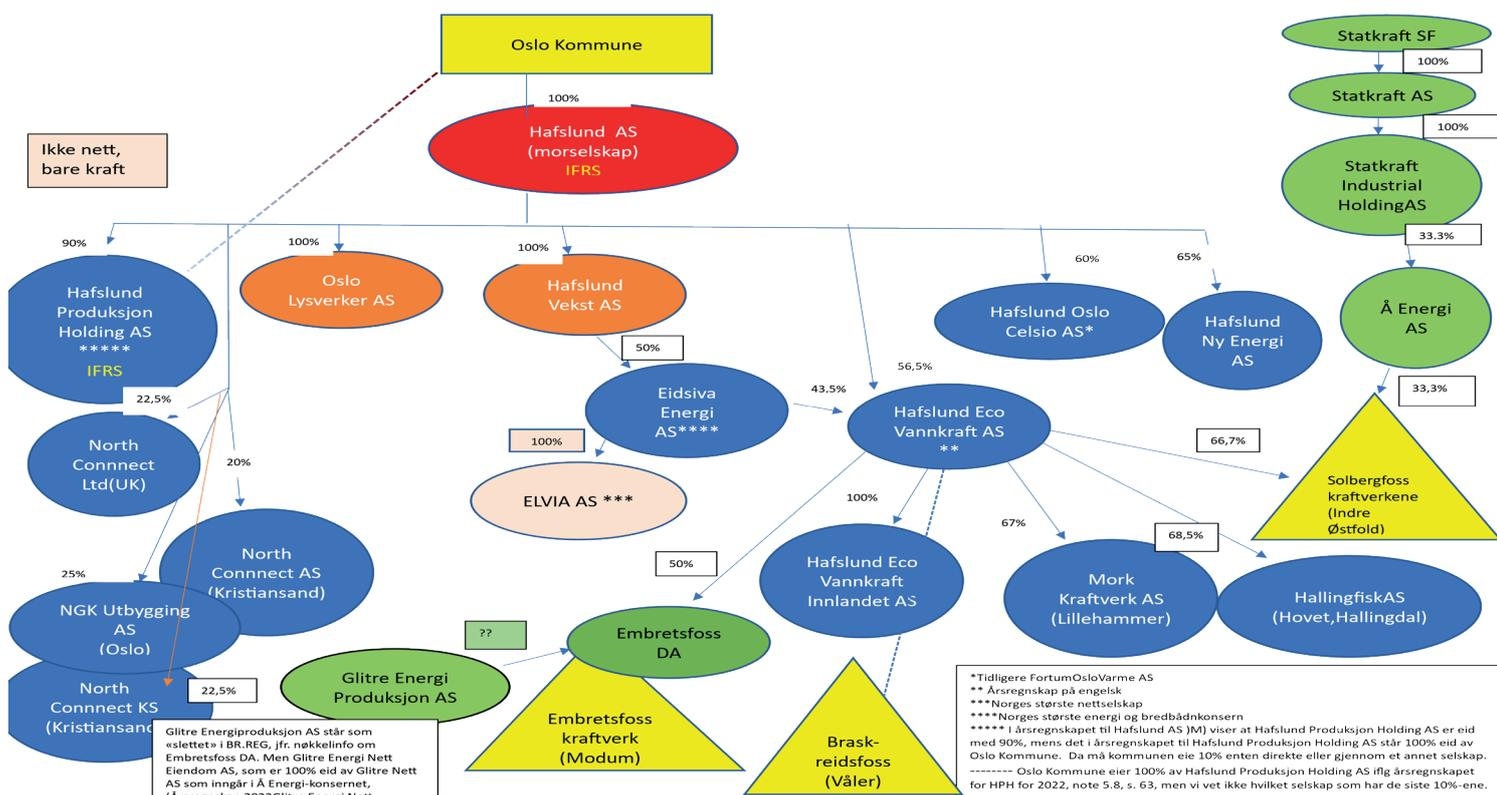 Oslo Kommune
100%
Hafslund AS
(morselskap)
IFRS
Ikke nett,
bare kraft
Statkraft SF
100%
Statkraft AS
100%
Statkraft
Industrial
HoldingAS
33.3%
Å Energi
AS
33,3%
90%
Hafslund
Produksjon
Holding AS
*****
IFRS
100%
Oslo
Lysverker AS
100%
Hafslund
Vekst AS
50%
Eidsiva
Energi
AS****
43,5%
100%
ELVIA AS ***
56,5%
Hafslund Eco
Vannkraft AS
**
60%
Hafslund Oslo
Celsio AS*
65%
Hafslund
Ny Energi
AS
22,5%
North
Connnect
Ltd(UK)
20%
North
Connnect AS
(Kristiansand)
25%
NGK Utbygging
AS
(Oslo)
22,5%
North
Connnect KS
(Kristiansand
66,7%
Solbergfoss
kraftverkene
(Indre
Østfold)
100%
Hafslund Eco
Vannkraft
Innlandet AS
67%
Mork
Kraftverk AS
(Lillehammer)
68,5%
HallingfiskAS
(Hovet,Hallingdal)
50%
Embretsfoss
DA
??
Glitre Energi
Produksjon AS
Embretsfoss
kraftverk
(Modum)
Brask-
reidsfoss
(Våler)
Glitre Energiproduksjon AS står som
«slettet» i BR.REG, jfr. nøkkelinfo om
Embretsfoss DA. Men Glitre Energi Nett
Eiendom AS, som er 100% eid av Glitre Nett
AS som inngår i Å Energi-konsernet,
*Tidligere FortumOsloVarme AS
** Årsregnskap på engelsk
***Norges største nettselskap
****Norges største energi og bredbådnkonsern
***** I årsregnskapet til Hafslund AS )M) viser at Hafslund Produksjon Holding AS er eid
med 90%, mens det i årsregnskapet til Hafslund Produksjon Holding AS står 100% eid av
Oslo Kommune. Da må kommunen eie 10% enten direkte eller gjennom et annet selskap.
-------- Oslo Kommune eier 100% av Hafslund Produksjon Holding AS iflg årsregnskapet
for HPH for 2022, note 5.8, s. 63, men vi vet ikke hvilket selskap som har de siste 10%-ene.